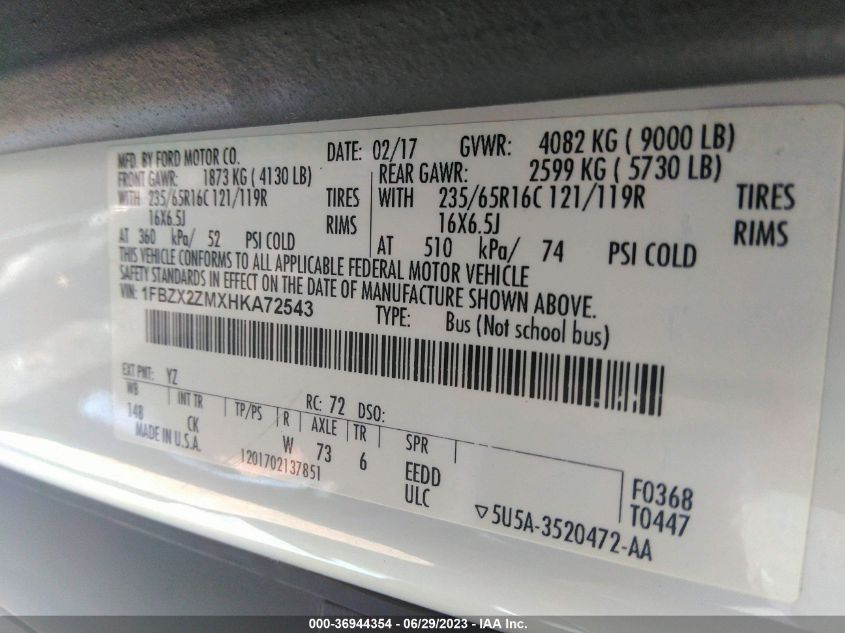 MFD. BY FORD MOTOR CO. DATE: 02/17 GVWR: 4082 KG ( 9000 LB)
FRONT GAWR: 1873 KG ( 4130 LB) REAR GAWR: 2599 KG ( 5730 LB)
WITH 235/65R16C 121/119R TIRES WITH 235/65R16C 121/119R TIRES
16X6.5J RIMS 16X6.5J RIMS
AT 360 kPa/ 52 PSI COLD AT 510 kPa/ 74 PSI COLD
THIS VEHICLE CONFORMS TO ALL APPLICABLE FEDERAL MOTOR VEHICLE
SAFETY STANDARDS IN EFFECT ON THE DATE OF MANUFACTURE SHOWN ABOVE.
VIN: 1FBZX2ZMXHKA72543 TYPE: Bus (Not school bus)
EXT PNT: YZ RC: 72 DSO:
WB INT TR TP/PS R AXLE TR SPR
148 CK W 73 6 EEDD
MADE IN U.S.A. 1201702137851 ULC
F0368
T0447
▽5U5A-3520472-AA
000-36944354 - 06/29/2023 - IAA Inc.